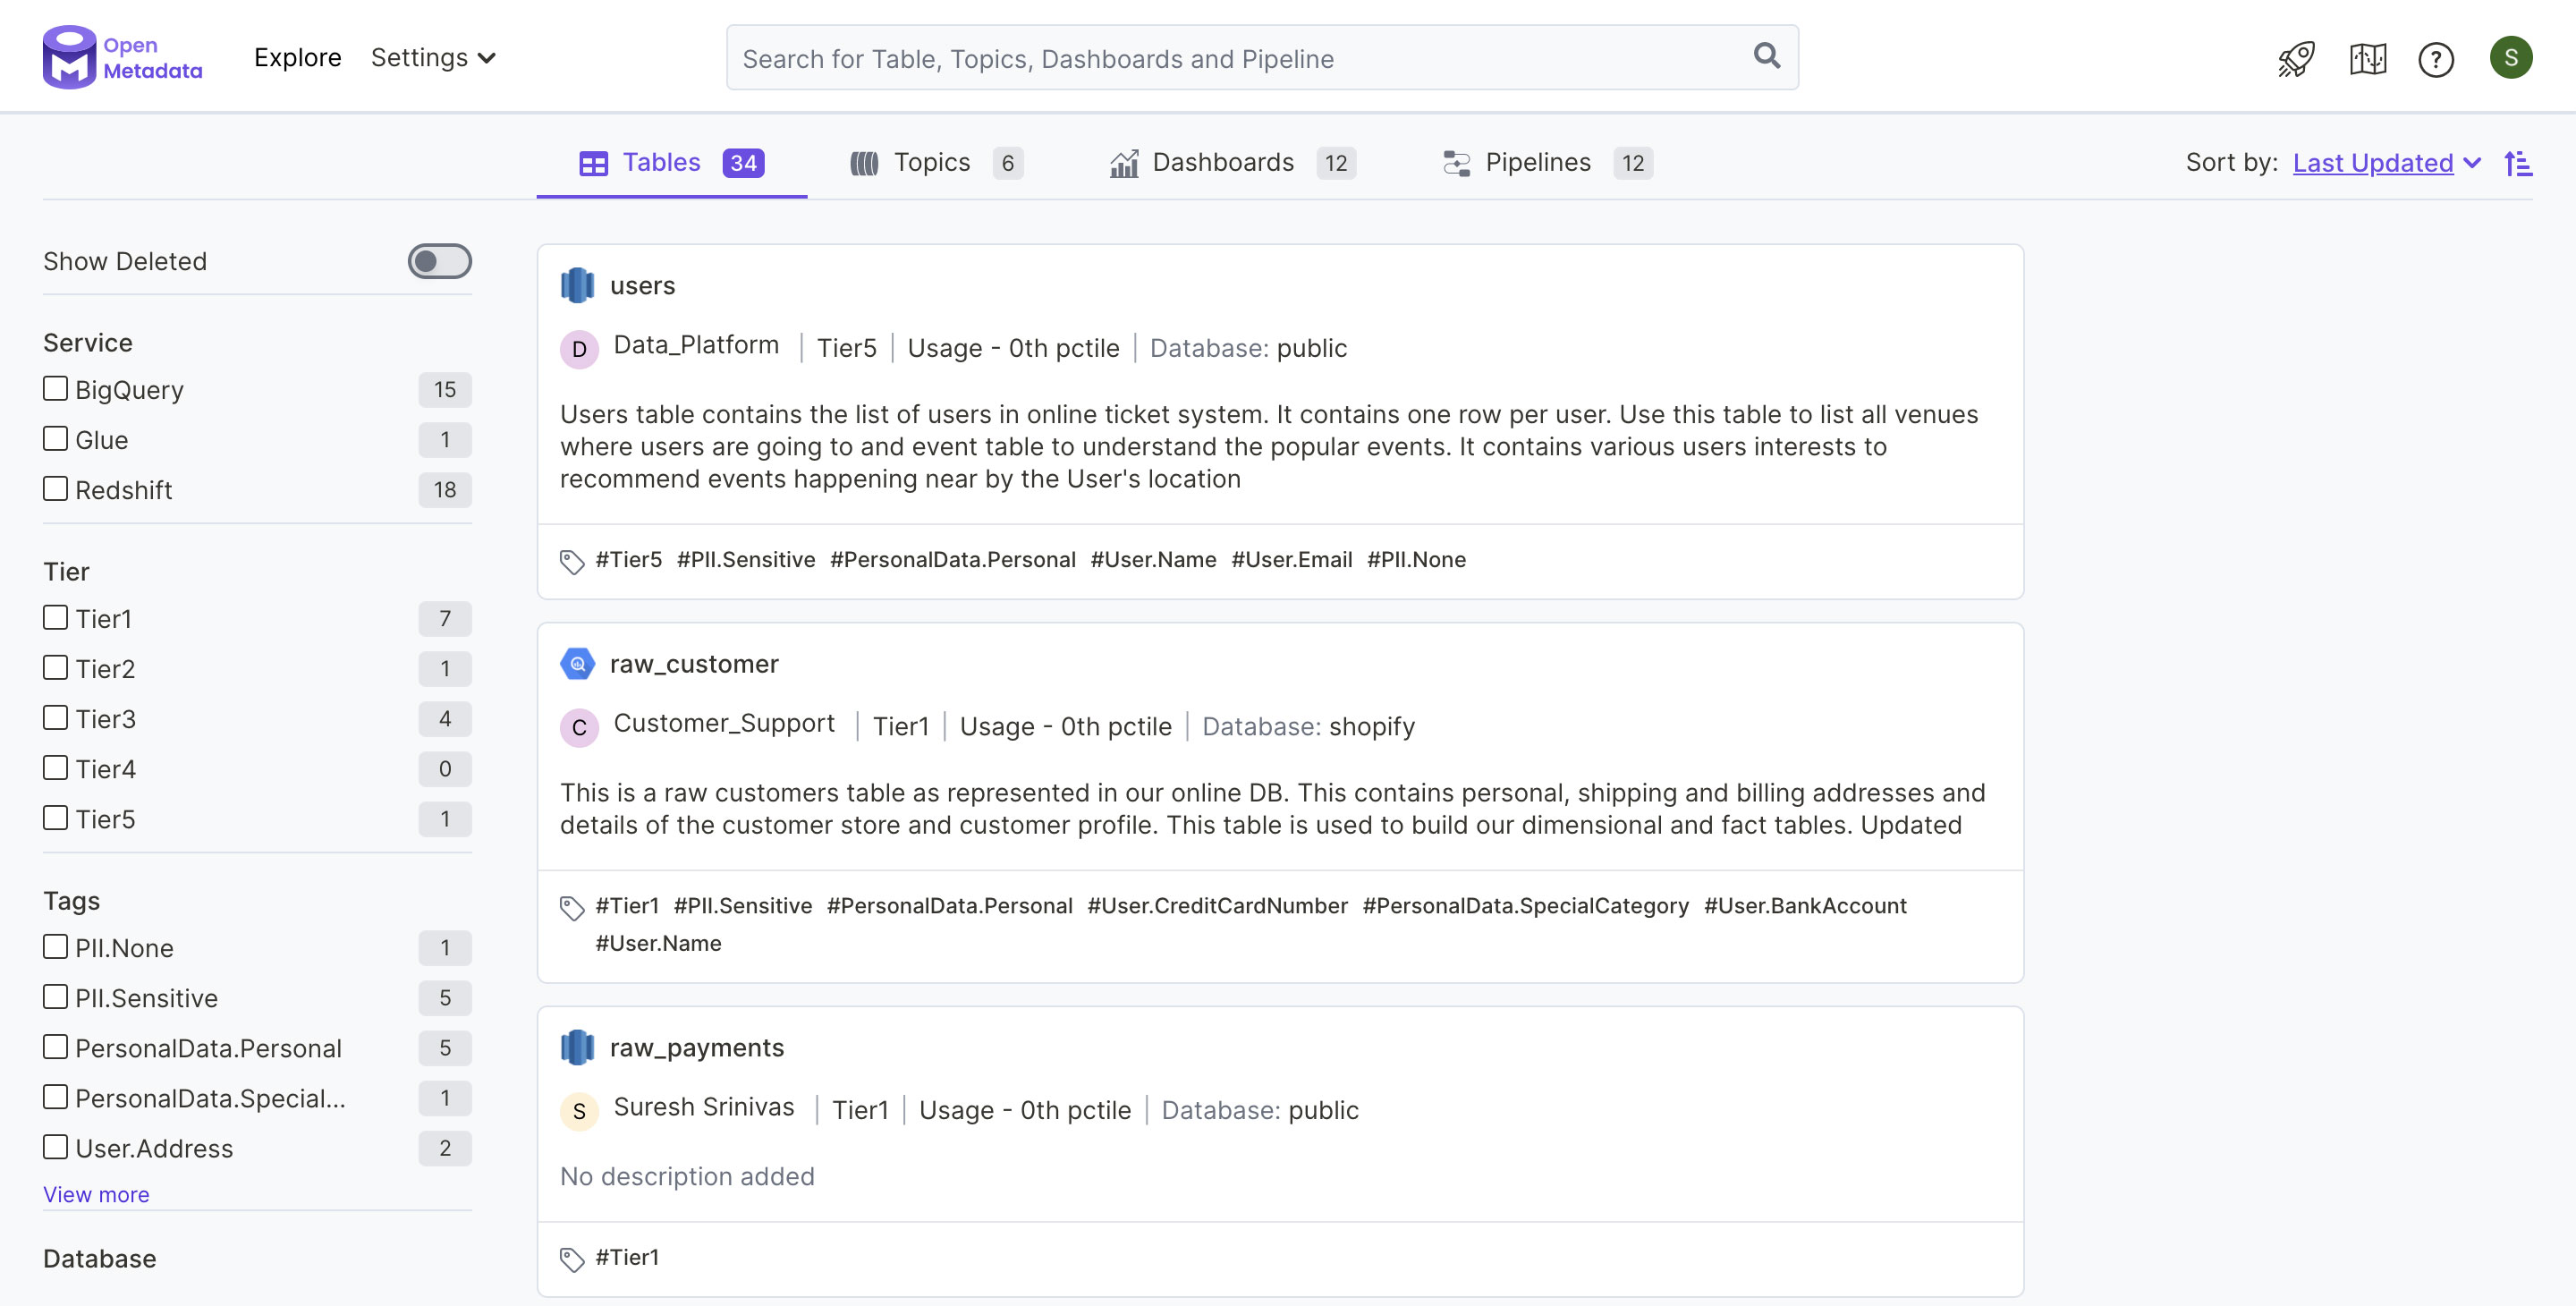 Open
Metadata
Explore Settings
Search for Table, Topics, Dashboards and Pipeline
?
S
Tables 34 Topics 6 Dashboards 12 Pipelines 12
Sort by: Last Updated
Show Deleted
Service
BigQuery 15
Glue 1
Redshift 18
Tier
Tier1 7
Tier2 1
Tier3 4
Tier4 0
Tier5 1
Tags
PII.None 1
PII.Sensitive 5
PersonalData.Personal 5
PersonalData.Special... 1
User.Address 2
View more
Database
users
D Data_Platform | Tier5 | Usage - 0th pctile | Database: public
Users table contains the list of users in online ticket system. It contains one row per user. Use this table to list all venues
where users are going to and event table to understand the popular events. It contains various users interests to
recommend events happening near by the User's location
#Tier5 #PII.Sensitive #PersonalData.Personal #User.Name #User.Email #PII.None
raw_customer
C Customer_Support | Tier1 | Usage - 0th pctile | Database: shopify
This is a raw customers table as represented in our online DB. This contains personal, shipping and billing addresses and
details of the customer store and customer profile. This table is used to build our dimensional and fact tables. Updated
#Tier1 #PII.Sensitive #PersonalData.Personal #User.CreditCardNumber #PersonalData.SpecialCategory #User.BankAccount
#User.Name
raw_payments
S Suresh Srinivas | Tier1 | Usage - 0th pctile | Database: public
No description added
#Tier1